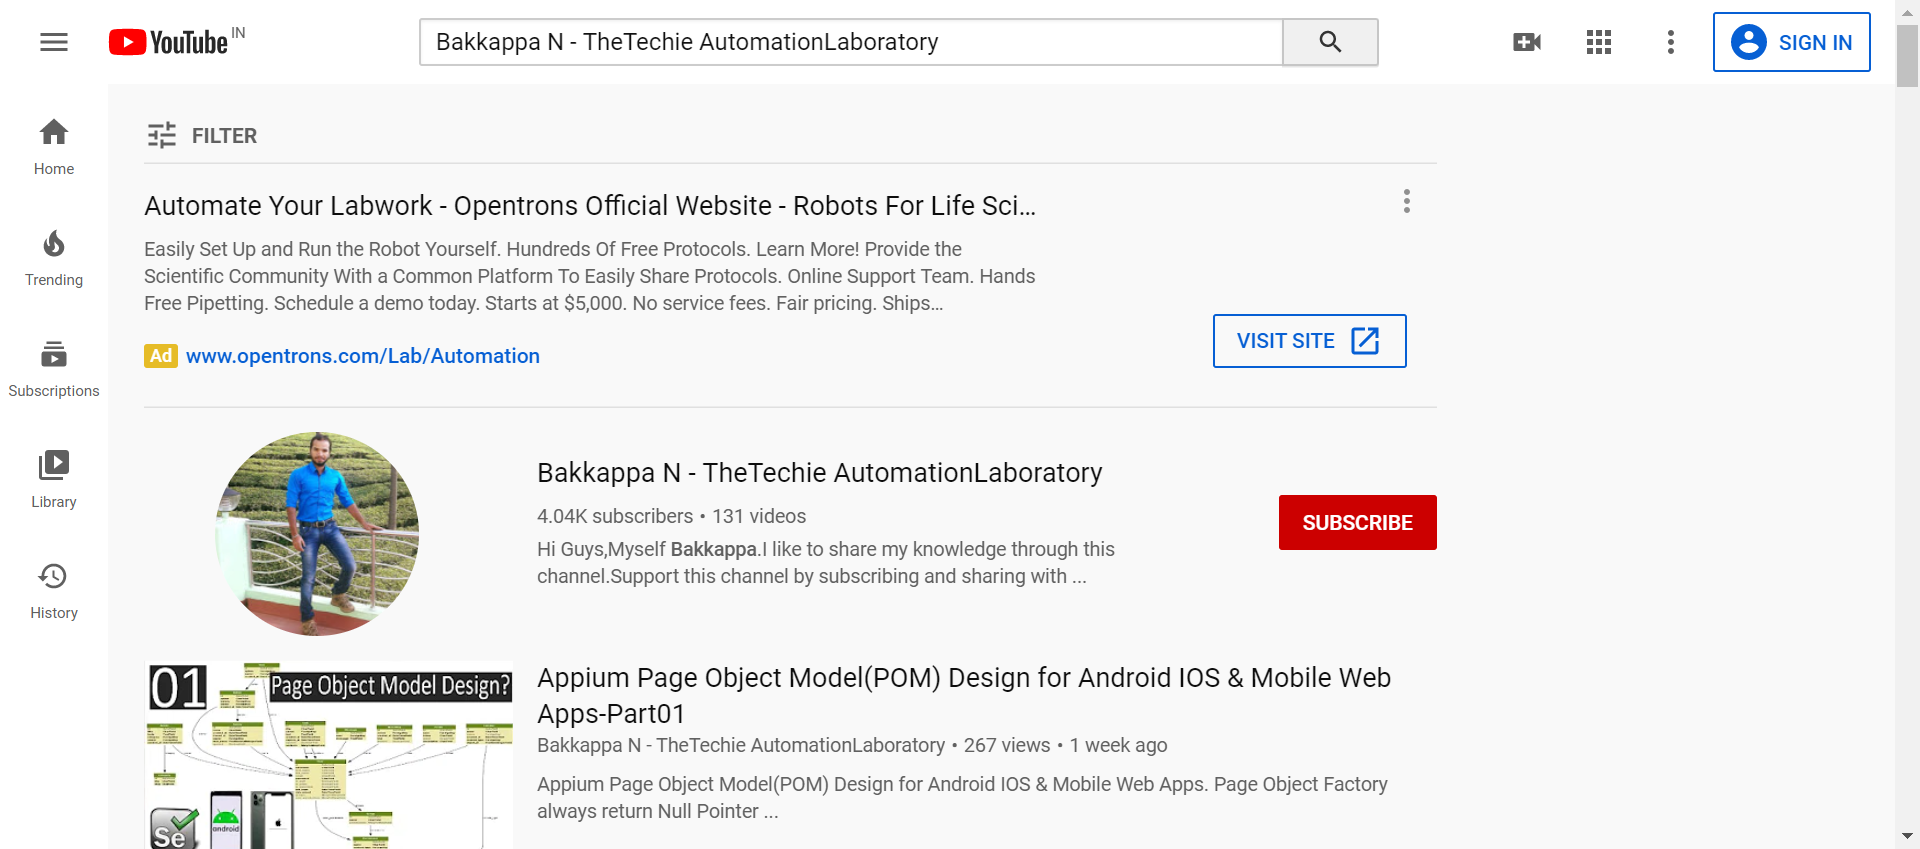 YouTube IN
Bakkappa N - TheTechie AutomationLaboratory
SIGN IN
Home
Trending
Subscriptions
Library
History
FILTER
Automate Your Labwork - Opentrons Official Website - Robots For Life Sci...
Easily Set Up and Run the Robot Yourself. Hundreds Of Free Protocols. Learn More! Provide the
Scientific Community With a Common Platform To Easily Share Protocols. Online Support Team. Hands
Free Pipetting. Schedule a demo today. Starts at $5,000. No service fees. Fair pricing. Ships...
Ad www.opentrons.com/Lab/Automation
VISIT SITE
Bakkappa N - TheTechie AutomationLaboratory
4.04K subscribers • 131 videos
Hi Guys,Myself Bakkappa.I like to share my knowledge through this
channel.Support this channel by subscribing and sharing with ...
SUBSCRIBE
01
Page Object Model Design?
Se
android
Appium Page Object Model(POM) Design for Android IOS & Mobile Web
Apps-Part01
Bakkappa N - TheTechie AutomationLaboratory • 267 views • 1 week ago
Appium Page Object Model(POM) Design for Android IOS & Mobile Web Apps. Page Object Factory
always return Null Pointer ...